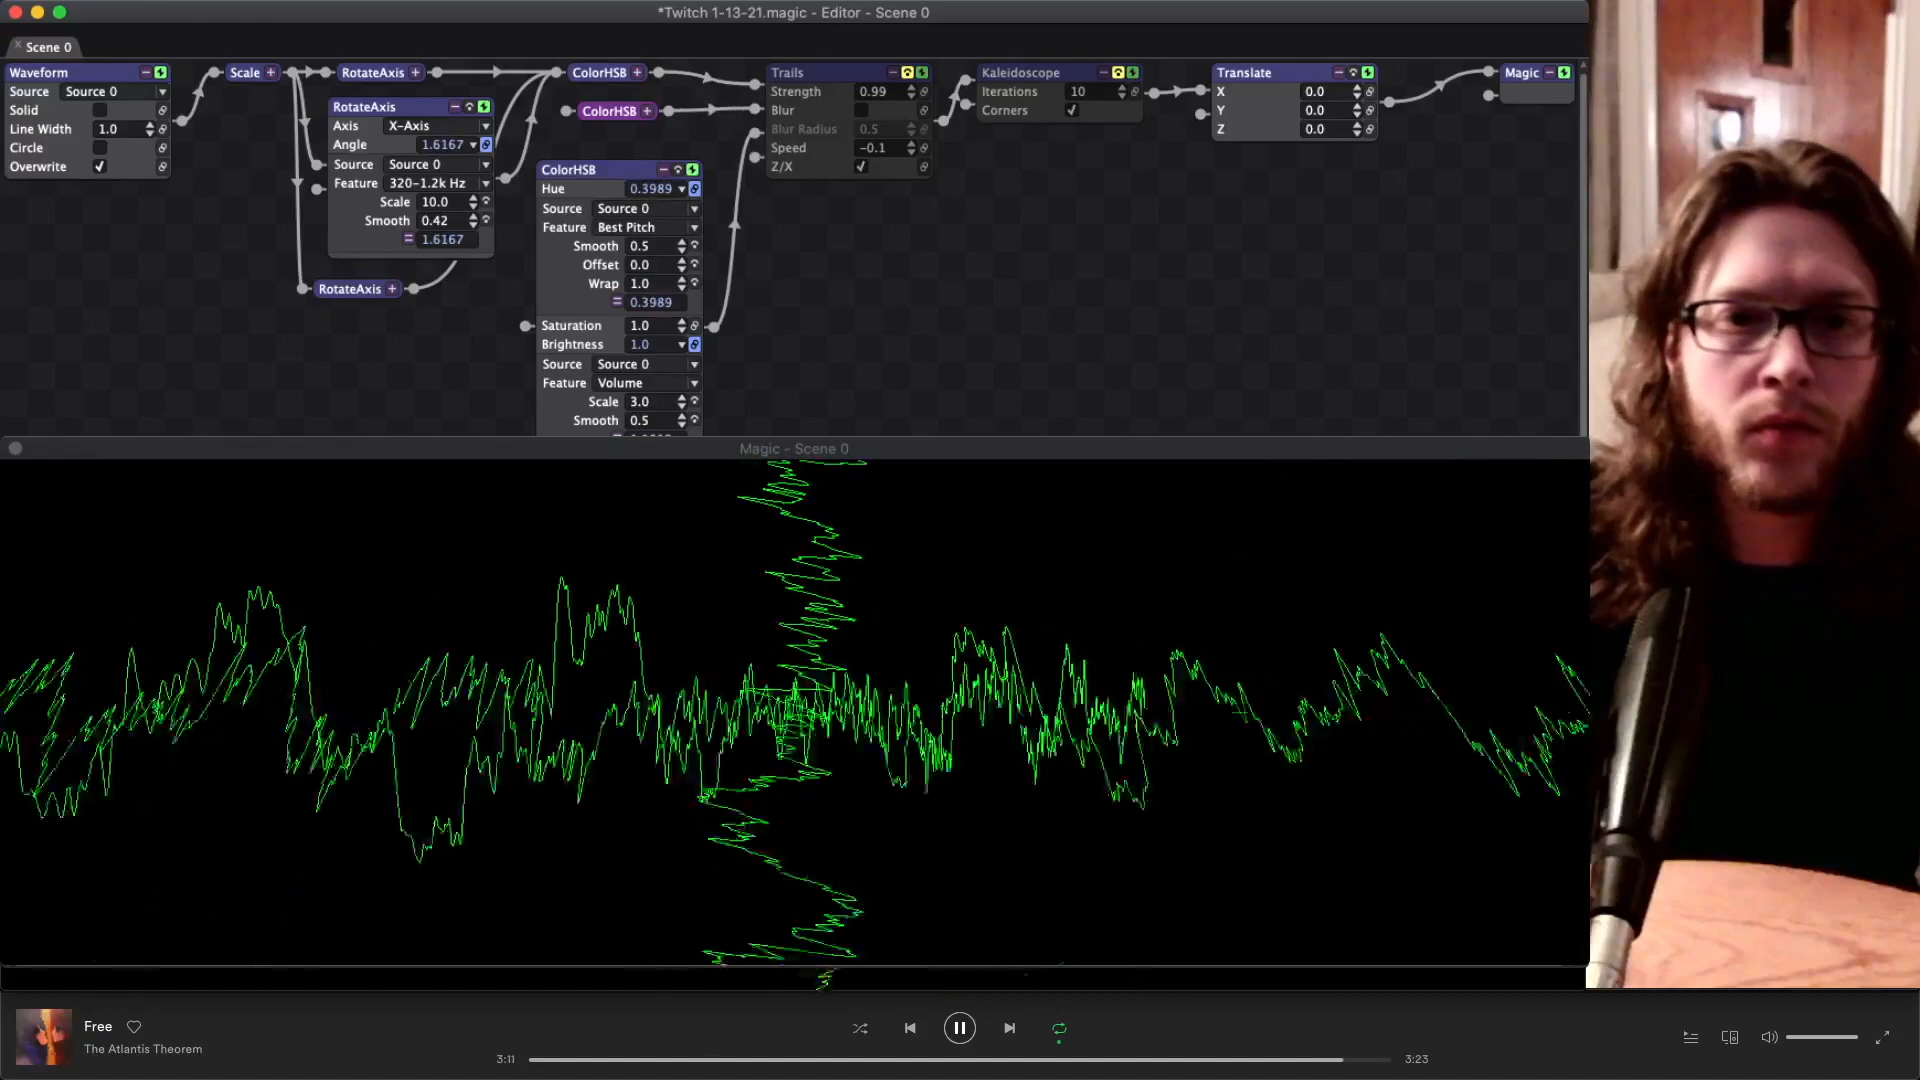 *Twitch 1-13-21.magic - Editor - Scene 0
Scene 0
Waveform
Source Source 0
Solid
Line Width 1.0
Circle
Overwrite
Scale
RotateAxis
RotateAxis
Axis X-Axis
Angle 1.6167
Source Source 0
Feature 320-1.2k Hz
Scale 10.0
Smooth 0.42
= 1.6167
RotateAxis
ColorHSB
ColorHSB
ColorHSB
Hue 0.3989
Source Source 0
Feature Best Pitch
Smooth 0.5
Offset 0.0
Wrap 1.0
= 0.3989
Saturation 1.0
Brightness 1.0
Source Source 0
Feature Volume
Scale 3.0
Smooth 0.5
Trails
Strength 0.99
Blur
Blur Radius 0.5
Speed -0.1
Z/X
Kaleidoscope
Iterations 10
Corners
Translate
X 0.0
Y 0.0
Z 0.0
Magic
Magic - Scene 0
Free
The Atlantis Theorem
3:11
3:23